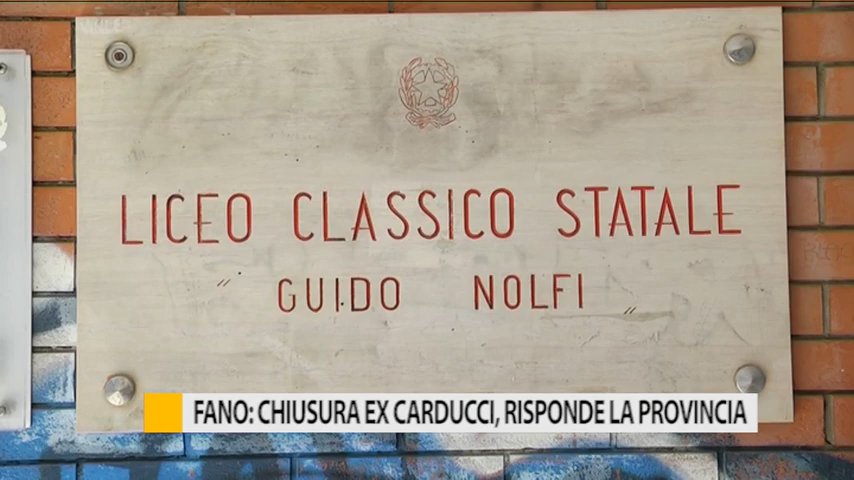 LICEO CLASSICO STATALE
„ GUIDO NOLFI „
FANO: CHIUSURA EX CARDUCCI, RISPONDE LA PROVINCIA